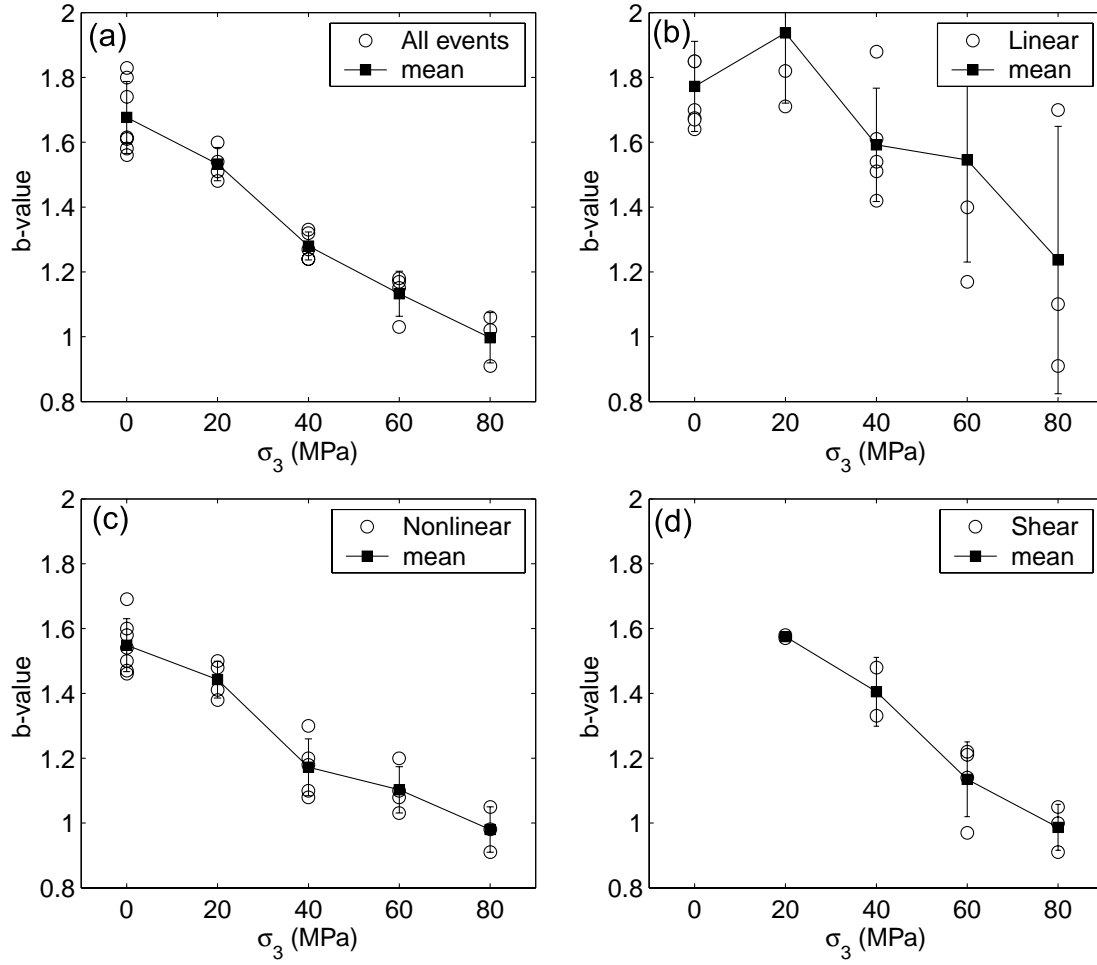 (a)
All events
mean
2
1.8
1.6
1.4
1.2
1
0.8
b-value
0 20 40 60 80
σ3 (MPa)
(b)
Linear
mean
2
1.8
1.6
1.4
1.2
1
0.8
b-value
0 20 40 60 80
σ3 (MPa)
(c)
Nonlinear
mean
2
1.8
1.6
1.4
1.2
1
0.8
b-value
0 20 40 60 80
σ3 (MPa)
(d)
Shear
mean
2
1.8
1.6
1.4
1.2
1
0.8
b-value
0 20 40 60 80
σ3 (MPa)